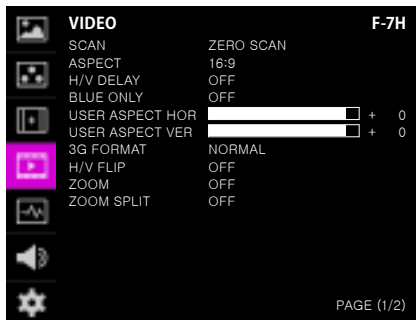 VIDEO F-7H
SCAN ZERO SCAN
ASPECT 16:9
H/V DELAY OFF
BLUE ONLY OFF
USER ASPECT HOR + 0
USER ASPECT VER + 0
3G FORMAT NORMAL
H/V FLIP OFF
ZOOM OFF
ZOOM SPLIT OFF
PAGE (1/2)